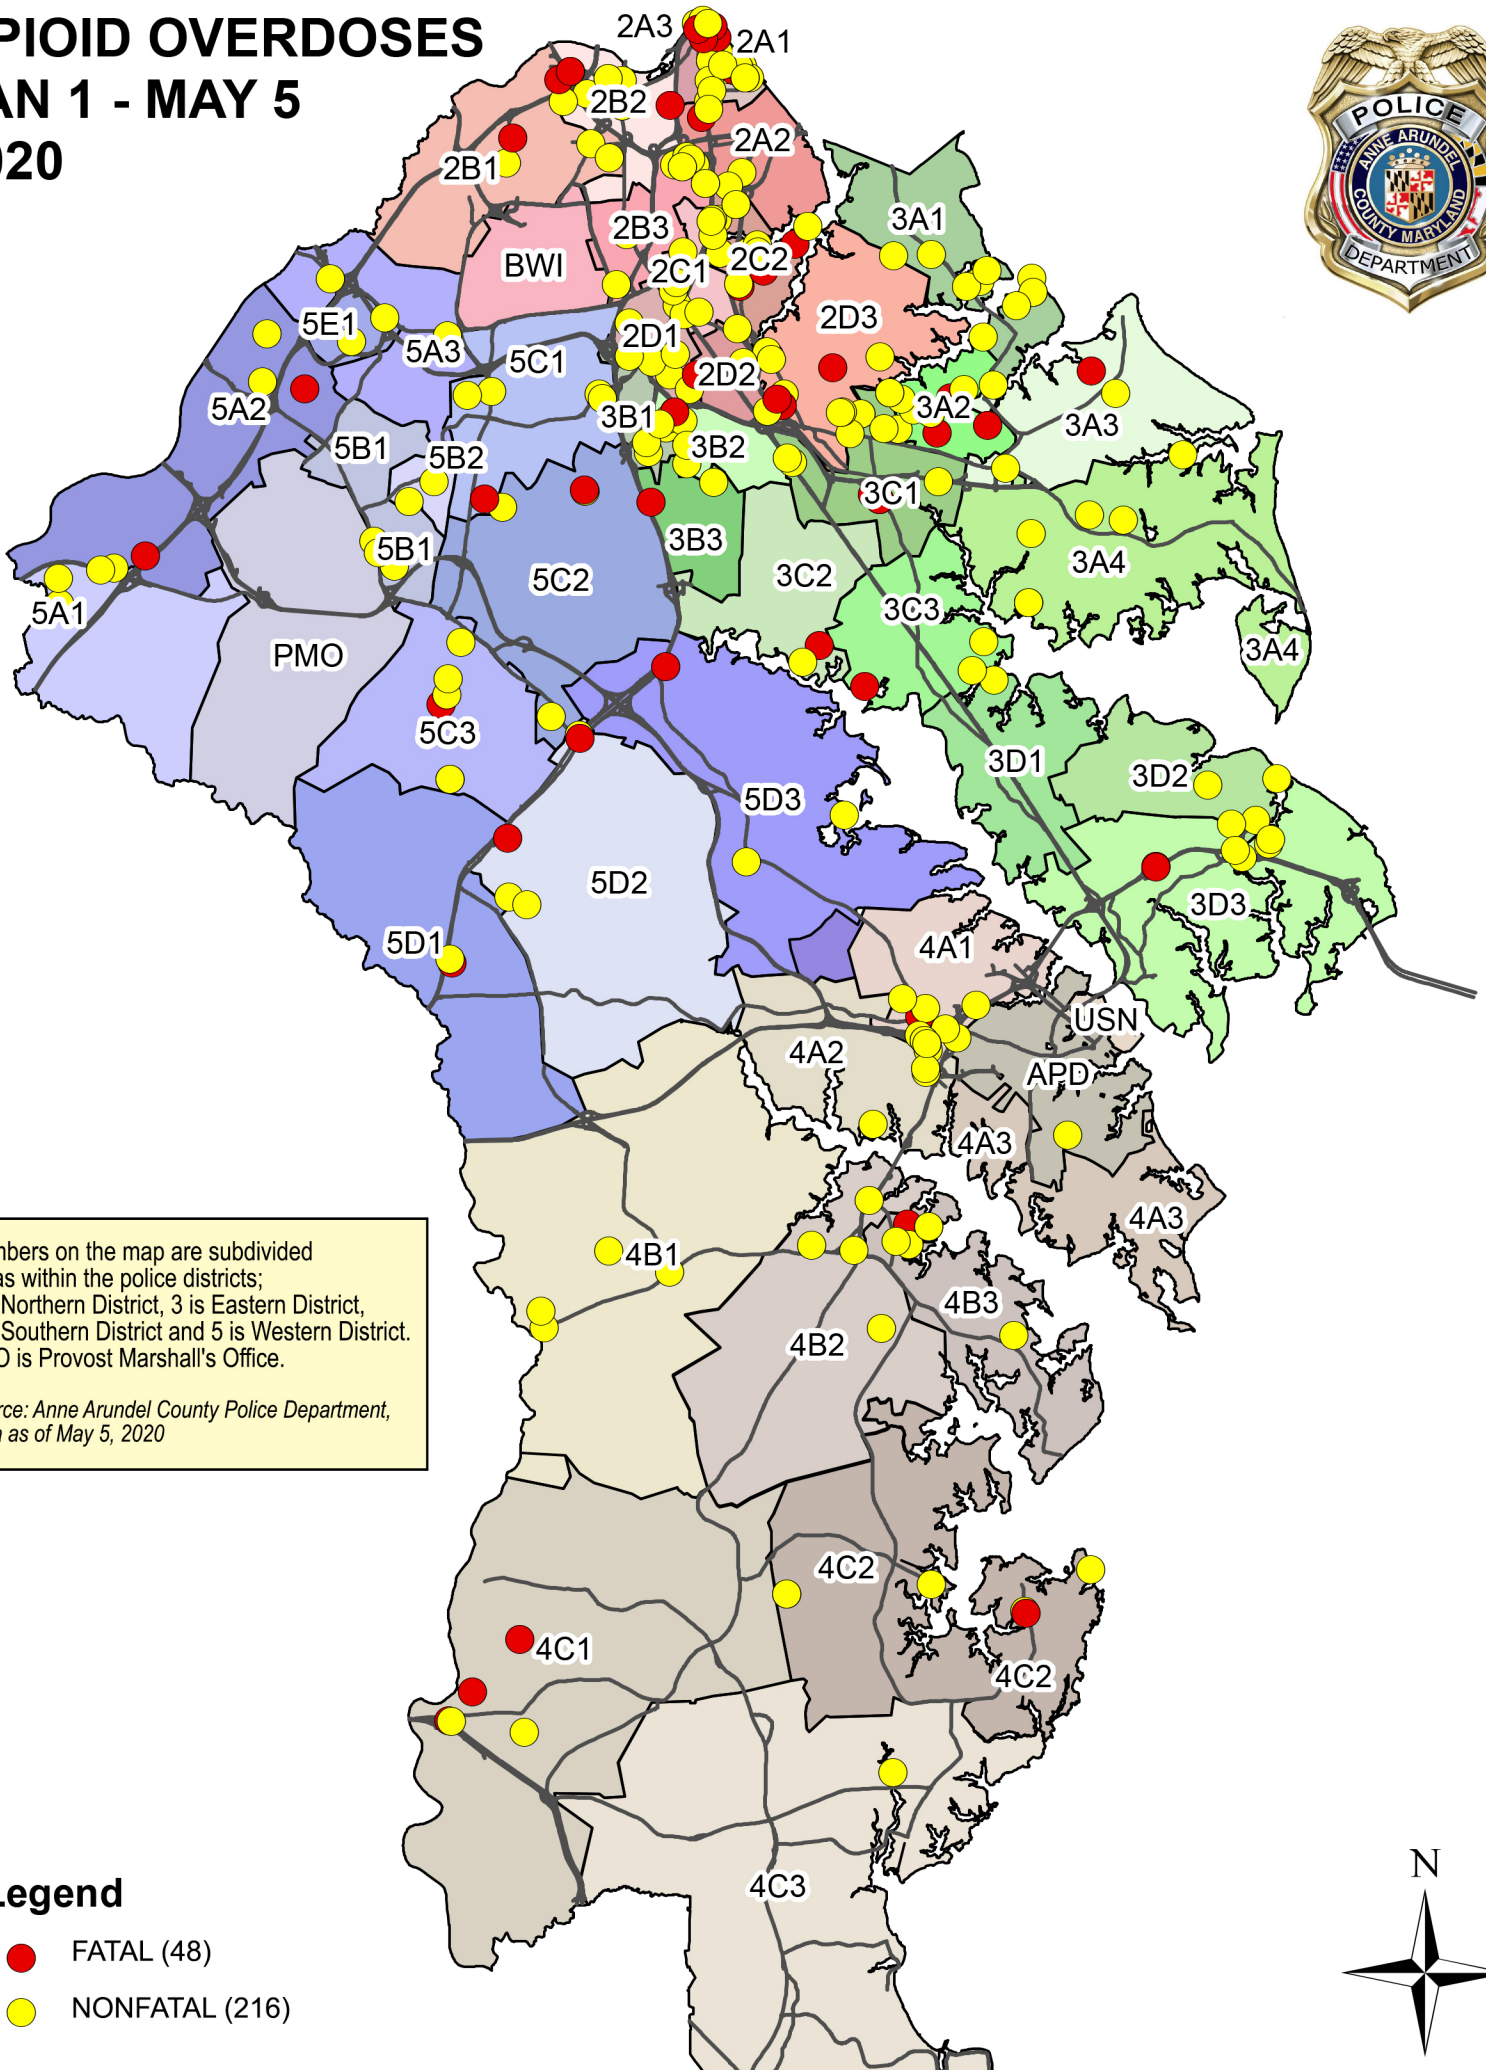 PIOID OVERDOSES
AN 1 - MAY 5
020
POLICE
ANNE ARUNDEL
COUNTY MARYLAND
DEPARTMENT
2A3
2A1
2B2
2A2
2B1
2B3
3A1
BWI
2C1
2C2
5E1
2D1
2D3
5A3
5C1
2D2
5A2
3B1
3A2
3A3
5B1
5B2
3B2
3C1
5B1
3B3
3A4
5C2
3C2
5A1
3C3
PMO
3A4
5C3
3D1
3D2
5D3
5D2
3D3
5D1
4A1
USN
4A2
APD
4A3
4A3
4B1
4B3
4B2
4C2
4C1
4C2
4C3
nbers on the map are subdivided
as within the police districts;
Northern District, 3 is Eastern District,
Southern District and 5 is Western District.
O is Provost Marshall's Office.
rce: Anne Arundel County Police Department,
a as of May 5, 2020
Legend
FATAL (48)
NONFATAL (216)
N